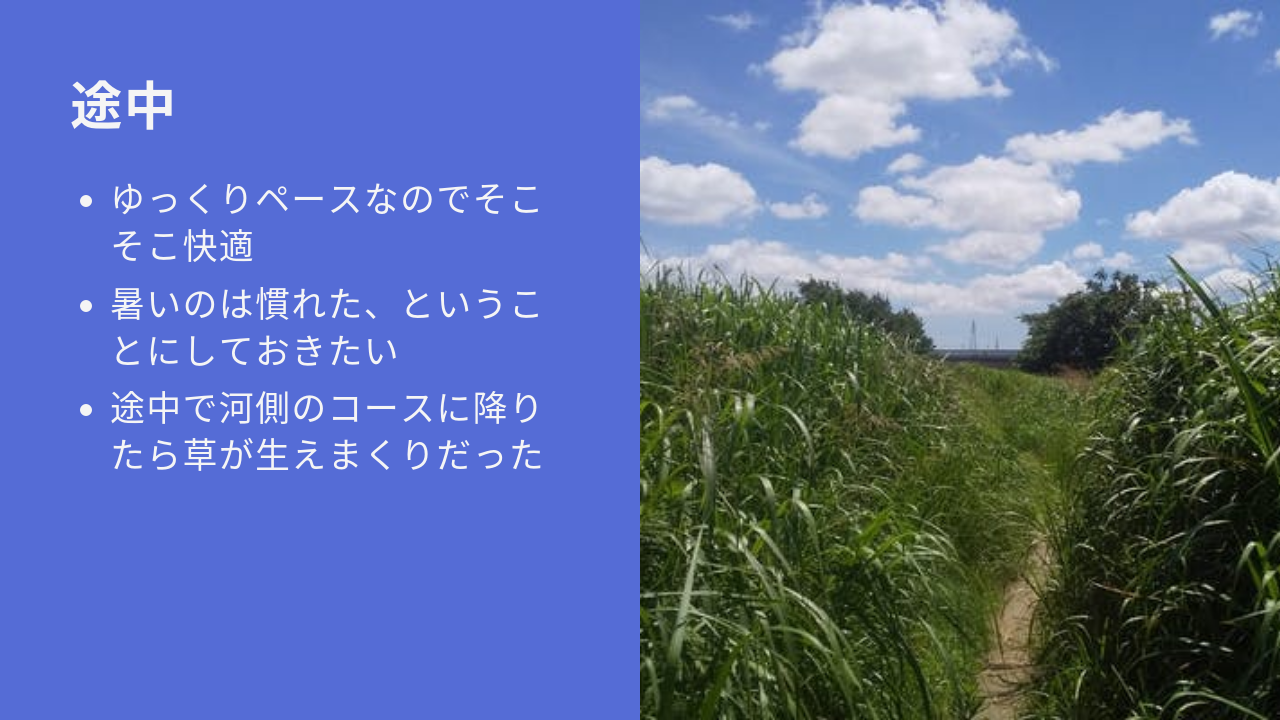 途中
• ゆっくりペースなのでそこ
そこ快適
• 暑いのは慣れた、というこ
とにしておきたい
• 途中で河側のコースに降り
たら草が生えまくりだった